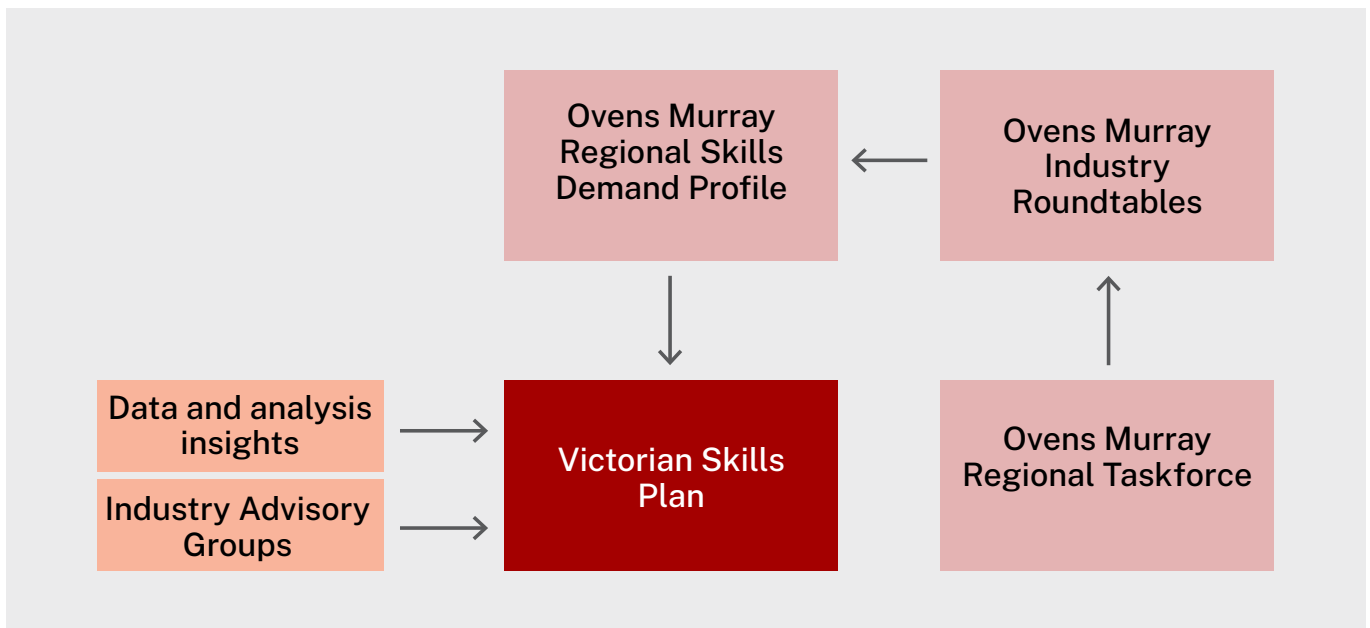 Ovens Murray
Regional Skills
Demand Profile
Ovens Murray
Industry
Roundtables
Data and analysis
insights
Industry Advisory
Groups
Victorian Skills
Plan
Ovens Murray
Regional Taskforce